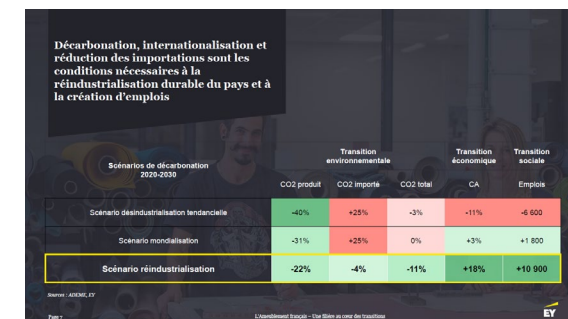 Décarbonation, internationalisation et
réduction des importations sont les
conditions nécessaires à la
réindustrialisation durable du pays et à
la création d'emplois
Scénarios de décarbonation
2020-2030
Transition
environnementale
Transition
économique
Transition
sociale
CO2 produit CO2 importé CO2 total CA Emplois
Scénario désindustrialisation tendancielle -40% +25% -3% -11% -6 600
Scénario mondialisation -31% +25% 0% +3% +1 800
Scénario réindustrialisation -22% -4% -11% +18% +10 900
Sources : ADEME, EY
Page 7 L'Ameublement français – Une filière au cœur des transitions
EY